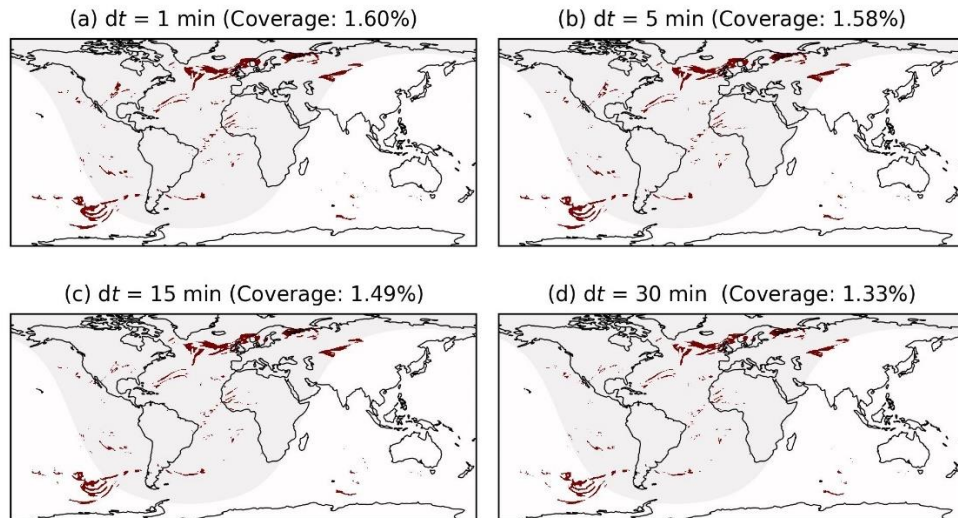 (a) dt = 1 min (Coverage: 1.60%)
(b) dt = 5 min (Coverage: 1.58%)
(c) dt = 15 min (Coverage: 1.49%)
(d) dt = 30 min (Coverage: 1.33%)